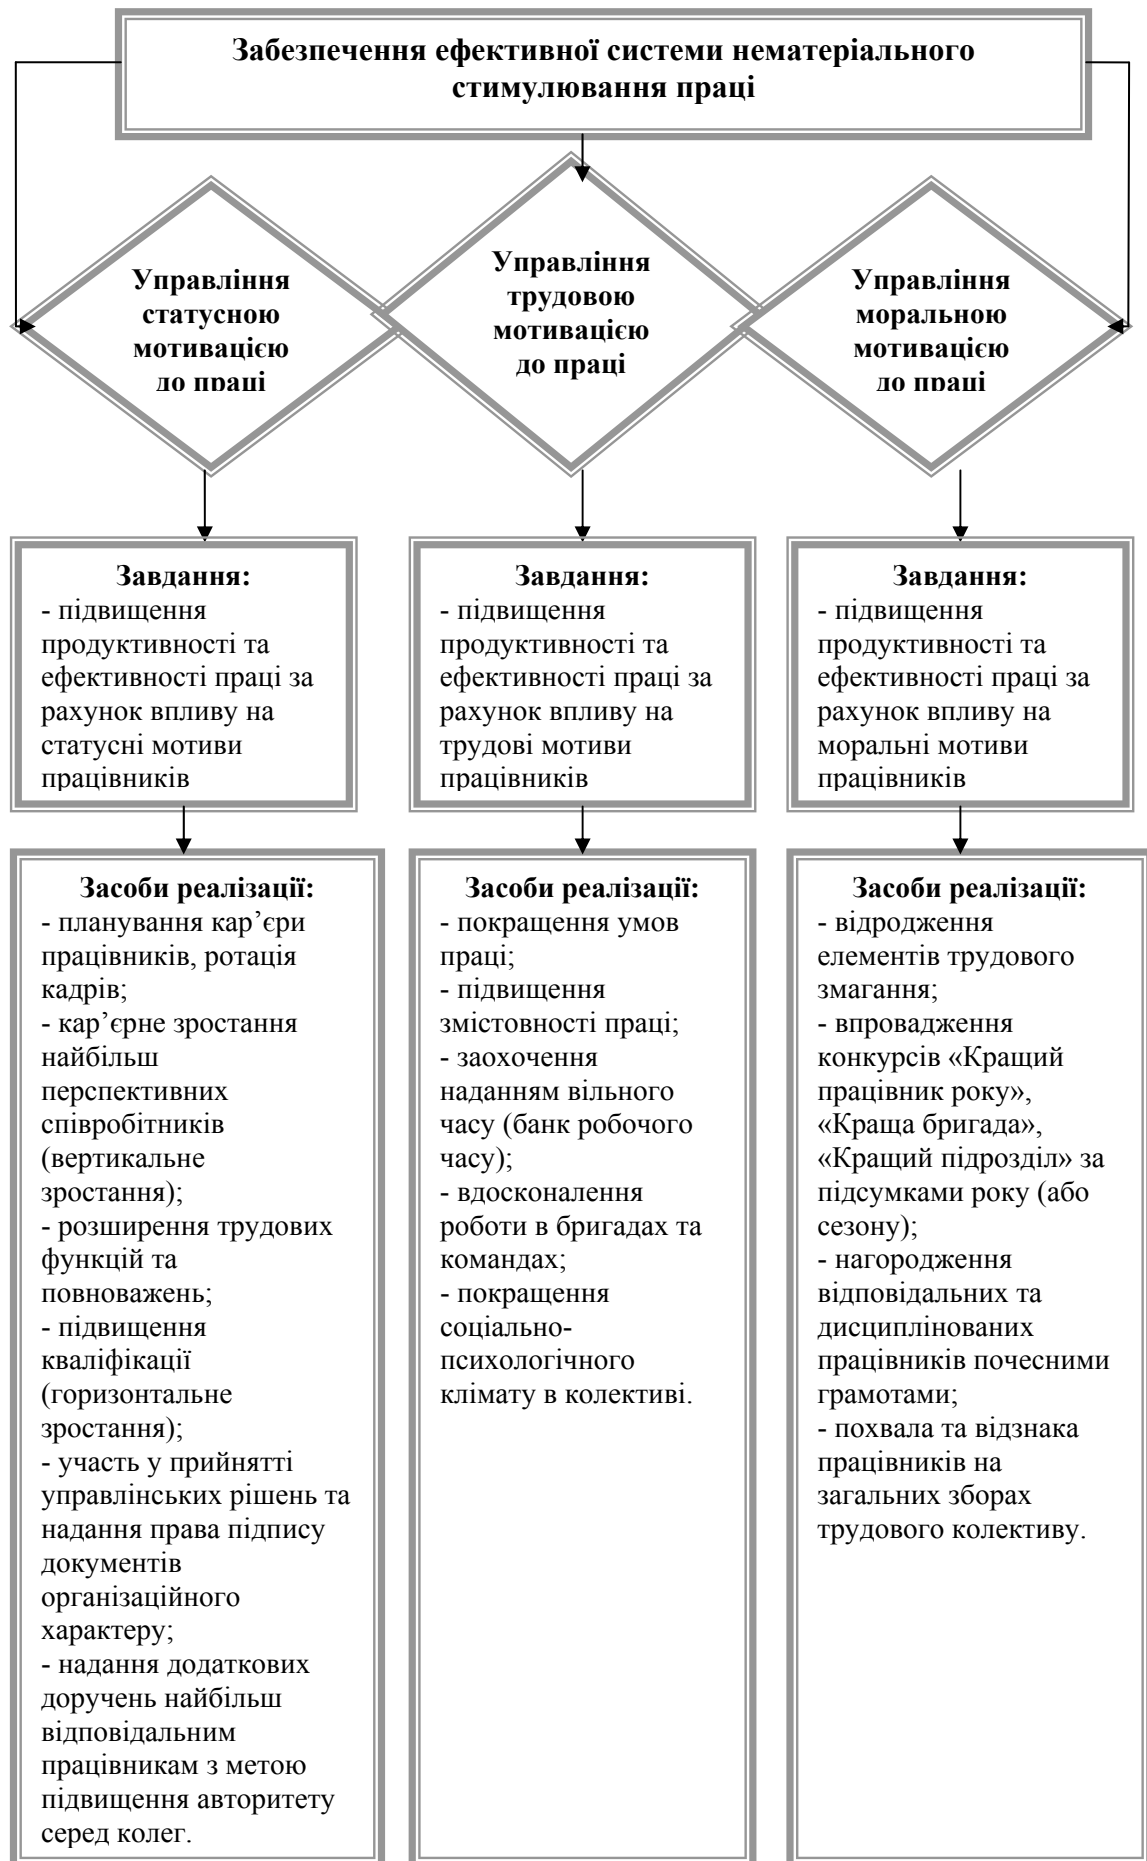 Забезпечення ефективної системи нематеріального
стимулювання праці
Управління
статусною
мотивацією
до праці
Управління
трудовою
мотивацією
до праці
Управління
моральною
мотивацією
до праці
Завдання:
- підвищення
продуктивності та
ефективності праці за
рахунок впливу на
статусні мотиви
працівників
Завдання:
- підвищення
продуктивності та
ефективності праці за
рахунок впливу на
трудові мотиви
працівників
Завдання:
- підвищення
продуктивності та
ефективності праці за
рахунок впливу на
моральні мотиви
працівників
Засоби реалізації:
- планування кар’єри
працівників, ротація
кадрів;
- кар’єрне зростання
найбільш
перспективних
співробітників
(вертикальне
зростання);
- розширення трудових
функцій та
повноважень;
- підвищення
кваліфікації
(горизонтальне
зростання);
- участь у прийнятті
управлінських рішень та
надання права підпису
документів
організаційного
характеру;
- надання додаткових
доручень найбільш
відповідальним
працівникам з метою
підвищення авторитету
серед колег.
Засоби реалізації:
- покращення умов
праці;
- підвищення
змістовності праці;
- заохочення
наданням вільного
часу (банк робочого
часу);
- вдосконалення
роботи в бригадах та
командах;
- покращення
соціально-
психологічного
клімату в колективі.
Засоби реалізації:
- відродження
елементів трудового
змагання;
- впровадження
конкурсів «Кращий
працівник року»,
«Краща бригада»,
«Кращий підрозділ» за
підсумками року (або
сезону);
- нагородження
відповідальних та
дисциплінованих
працівників почесними
грамотами;
- похвала та відзнака
працівників на
загальних зборах
трудового колективу.